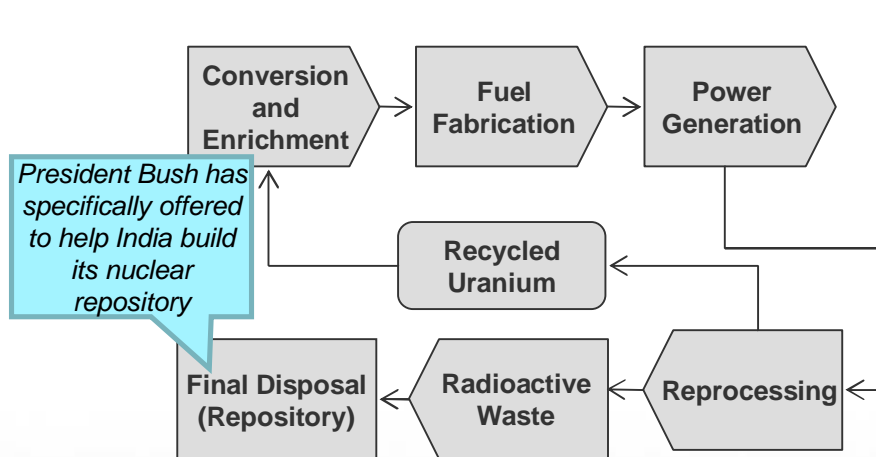 Conversion
and
Enrichment
Fuel
Fabrication
Power
Generation
President Bush has
specifically offered
to help India build
its nuclear
repository
Recycled
Uranium
Final Disposal
(Repository)
Radioactive
Waste
Reprocessing